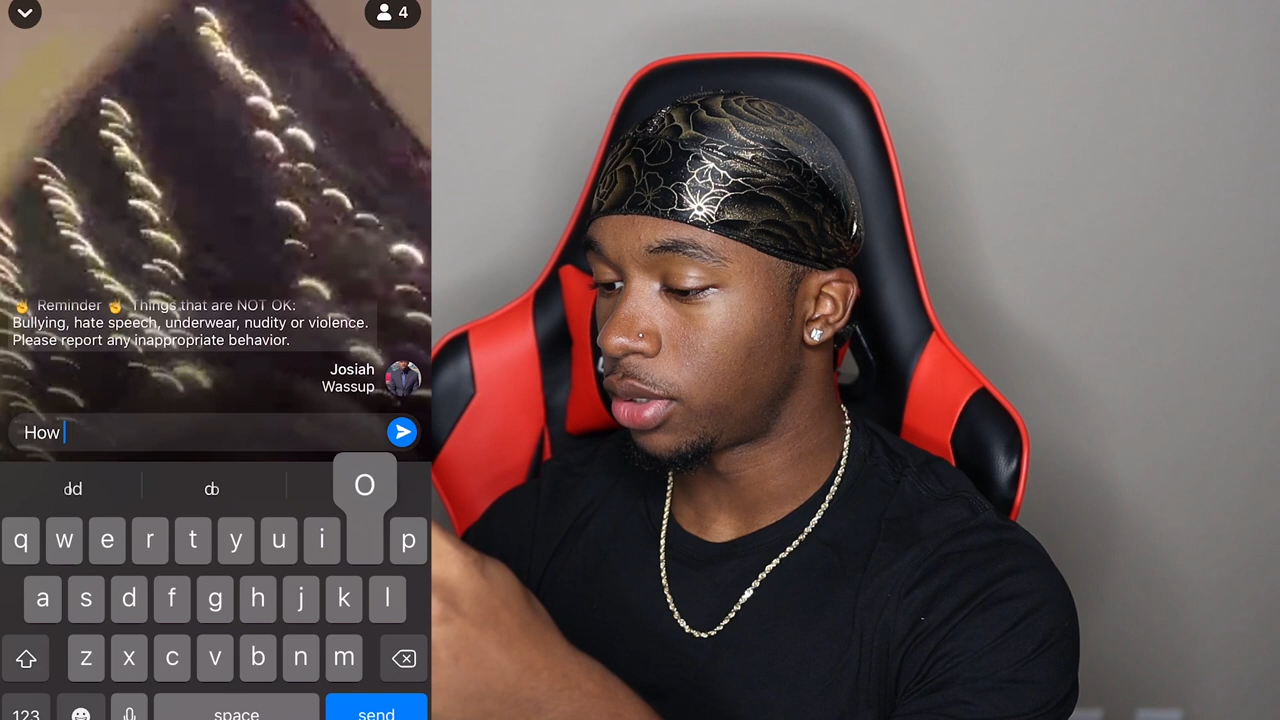 4
✌️ Reminder ✌️ Things that are NOT OK:
Bullying, hate speech, underwear, nudity or violence.
Please report any inappropriate behavior.
Josiah
Wassup
How
O
q w e r t y u i p
a s d f g h j k l
z x c v b n m
123 space send